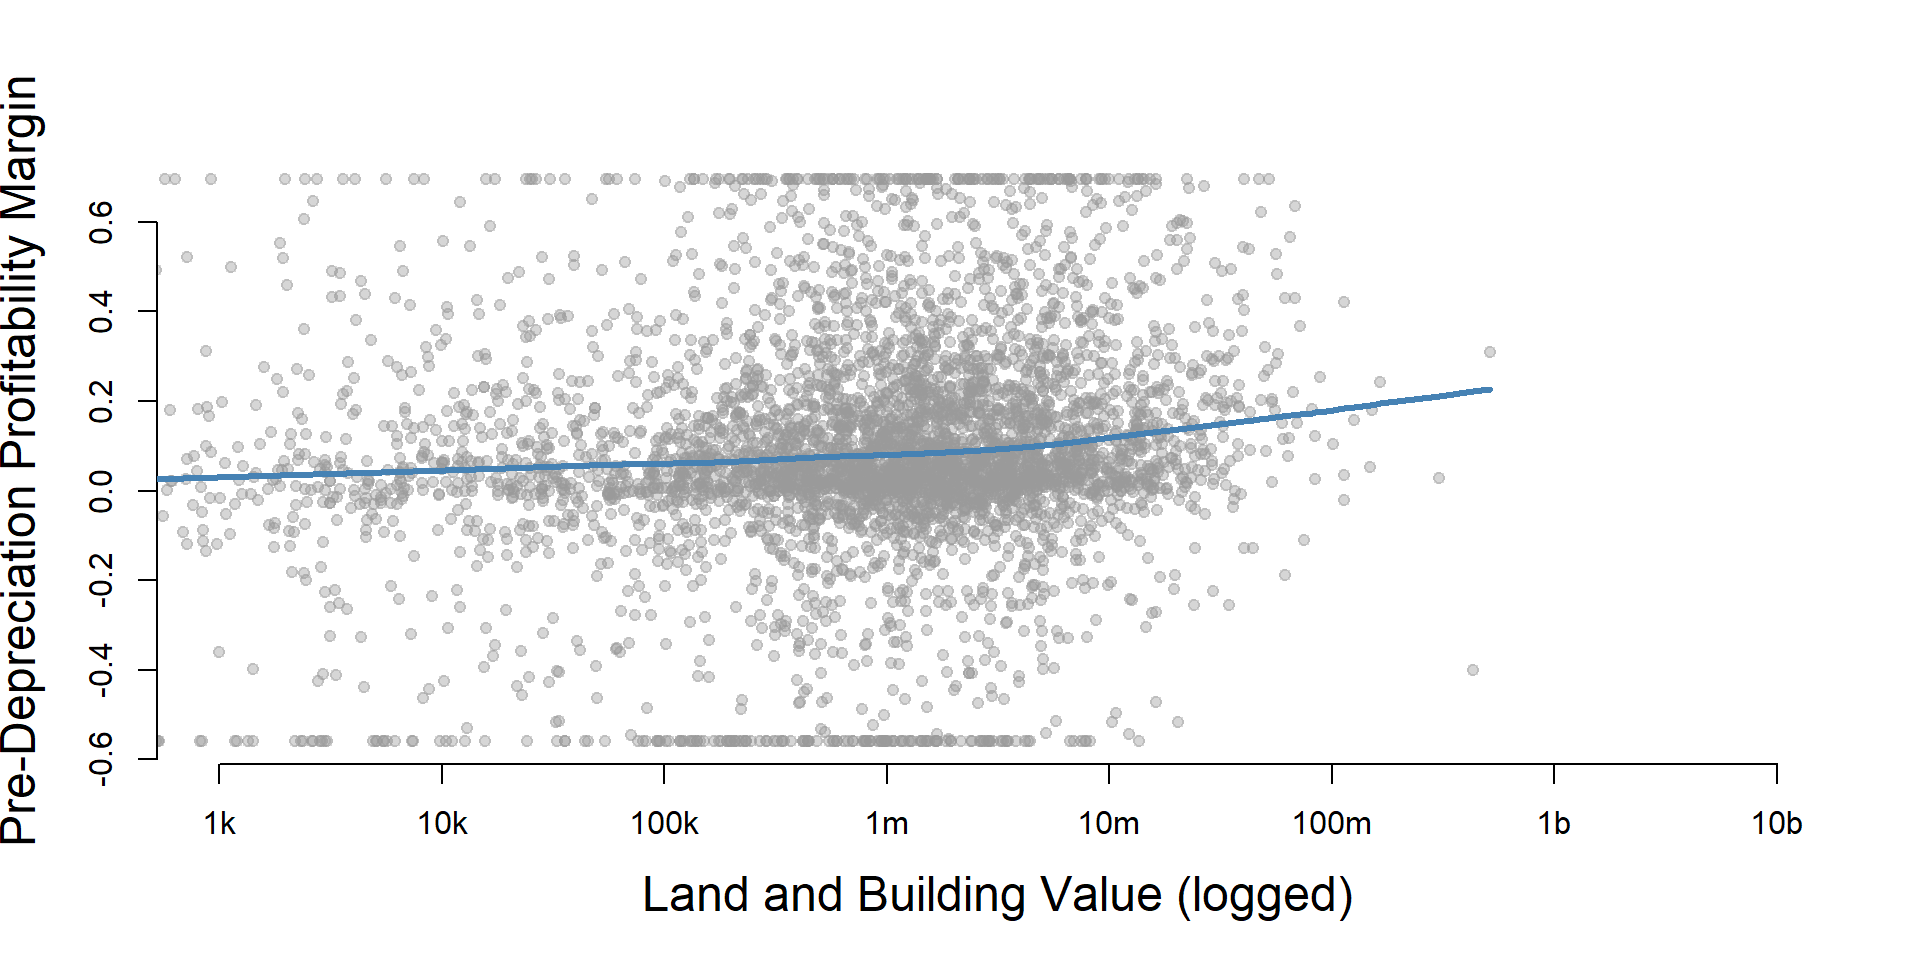 Pre-Depreciation Profitability Margin
0.6
0.4
0.2
0.0
-0.2
-0.4
-0.6
1k 10k 100k 1m 10m 100m 1b 10b
Land and Building Value (logged)